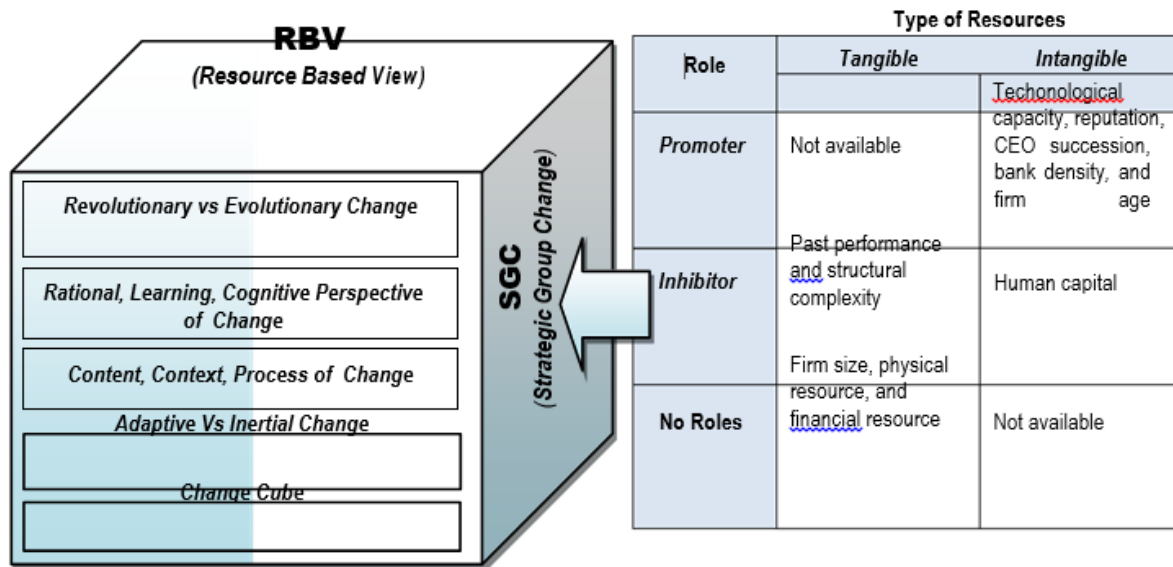 RBV
(Resource Based View)
Revolutionary vs Evolutionary Change
Rational, Learning, Cognitive Perspective
of Change
Content, Context, Process of Change
Adaptive Vs Inertial Change
Change Cube
SGC
(Strategic Group Change)
Type of Resources
Role
Tangible
Intangible
Promoter
Not available
Techonological
capacity, reputation,
CEO succession,
bank density, and
firm age
Inhibitor
Past performance
and structural
complexity
Human capital
No Roles
Firm size, physical
resource, and
financial resource
Not available